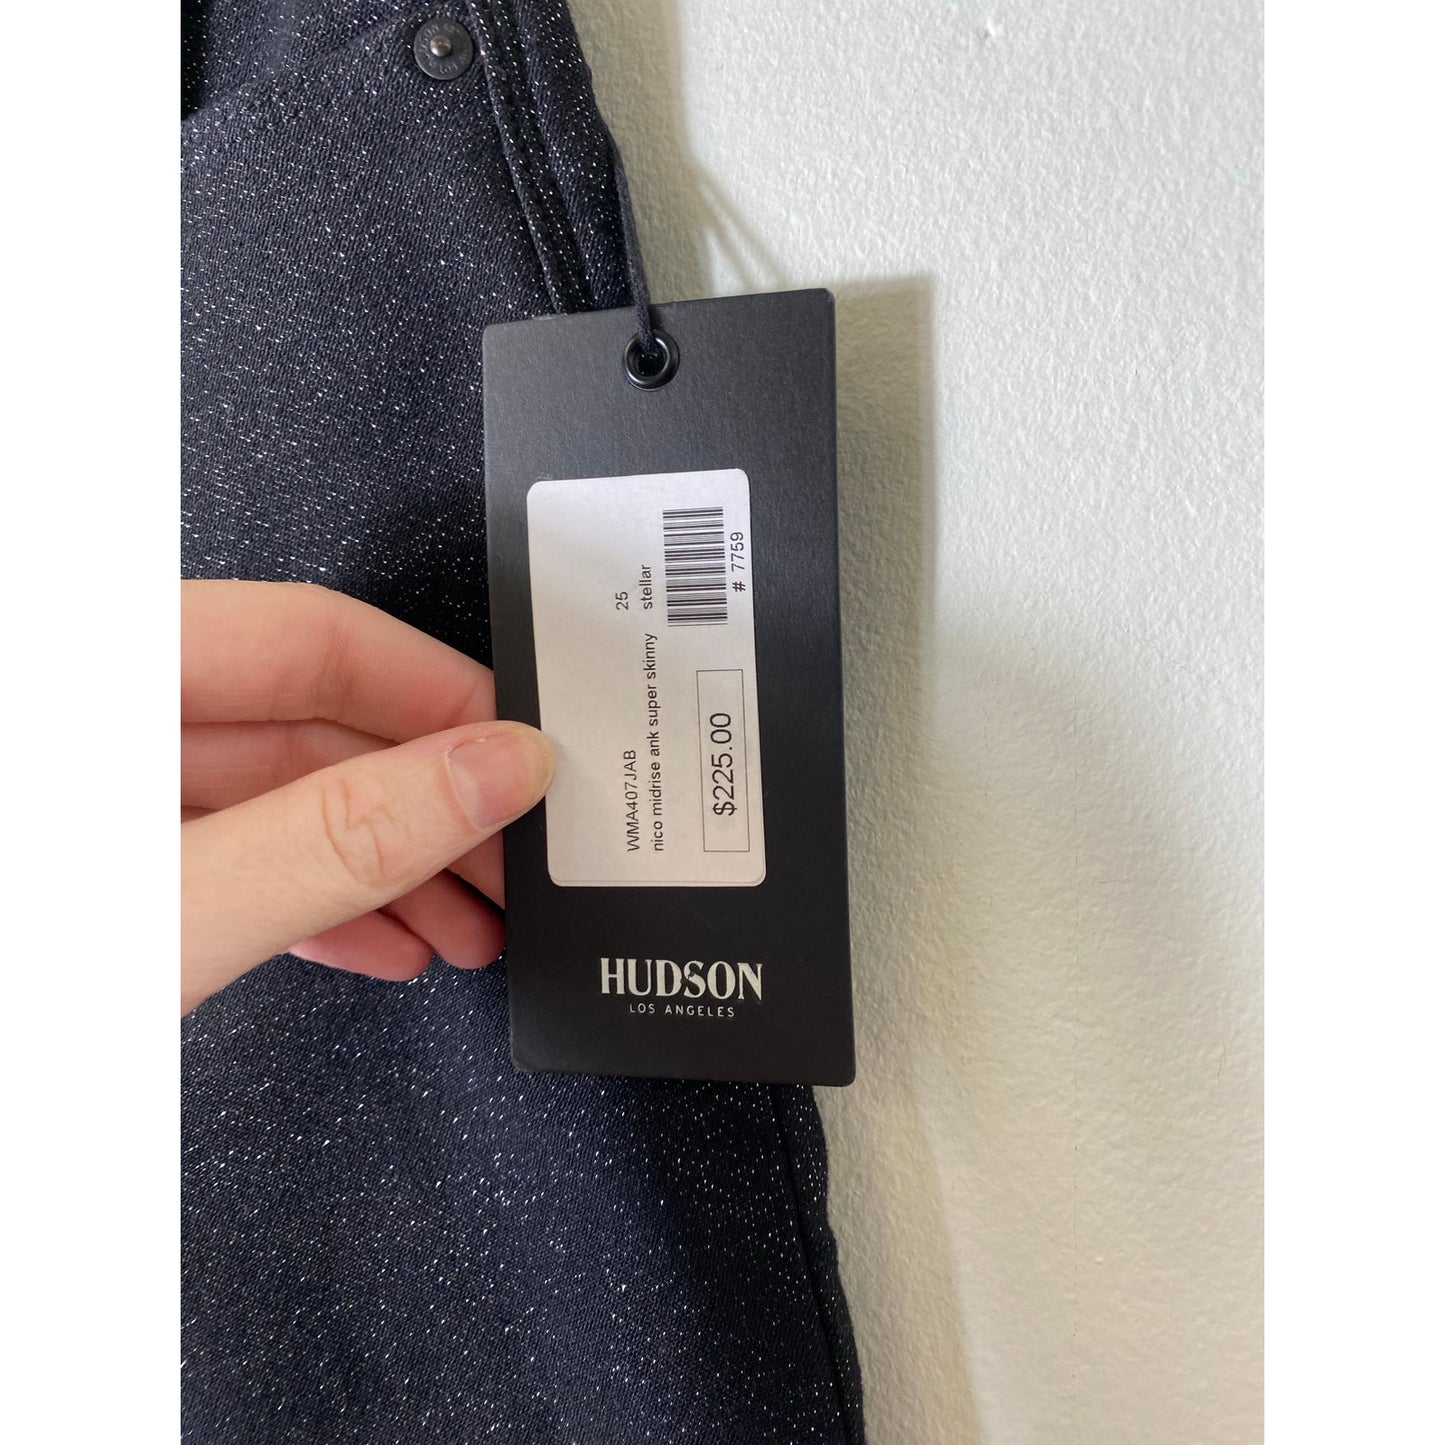 WMA407JAB 25
nico midrise ank super skinny stellar
$225.00
# 7759
HUDSON
LOS ANGELES